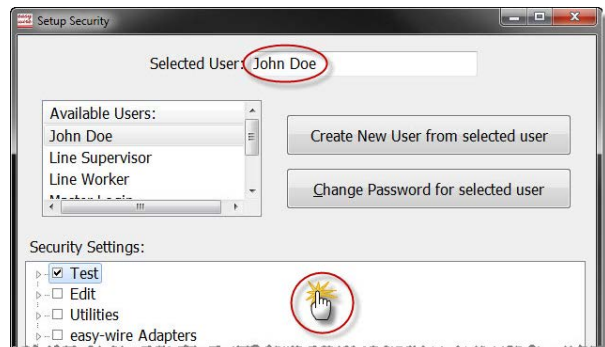 Setup Security
Selected User: John Doe
Available Users:
John Doe
Line Supervisor
Line Worker
Create New User from selected user
Change Password for selected user
Security Settings:
Test
Edit
Utilities
easy-wire Adapters